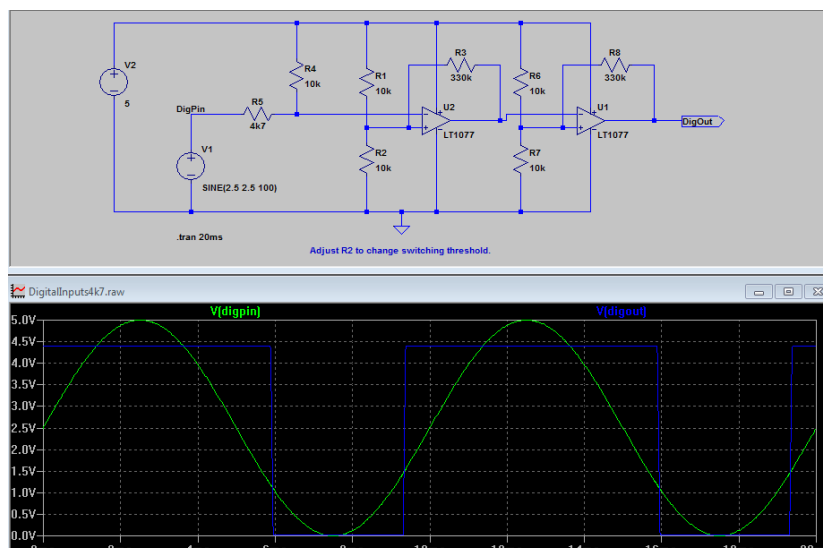 V2
5
DigPin
R5
4k7
V1
SINE(2.5 2.5 100)
R4
10k
R1
10k
R2
10k
R3
330k
U2
LT1077
R6
10k
R7
10k
R8
330k
U1
LT1077
DigOut
.tran 20ms
Adjust R2 to change switching threshold.
DigitalInputs4k7.raw
V(digpin)
V(digout)
5.0V
4.5V
4.0V
3.5V
3.0V
2.5V
2.0V
1.5V
1.0V
0.5V
0.0V